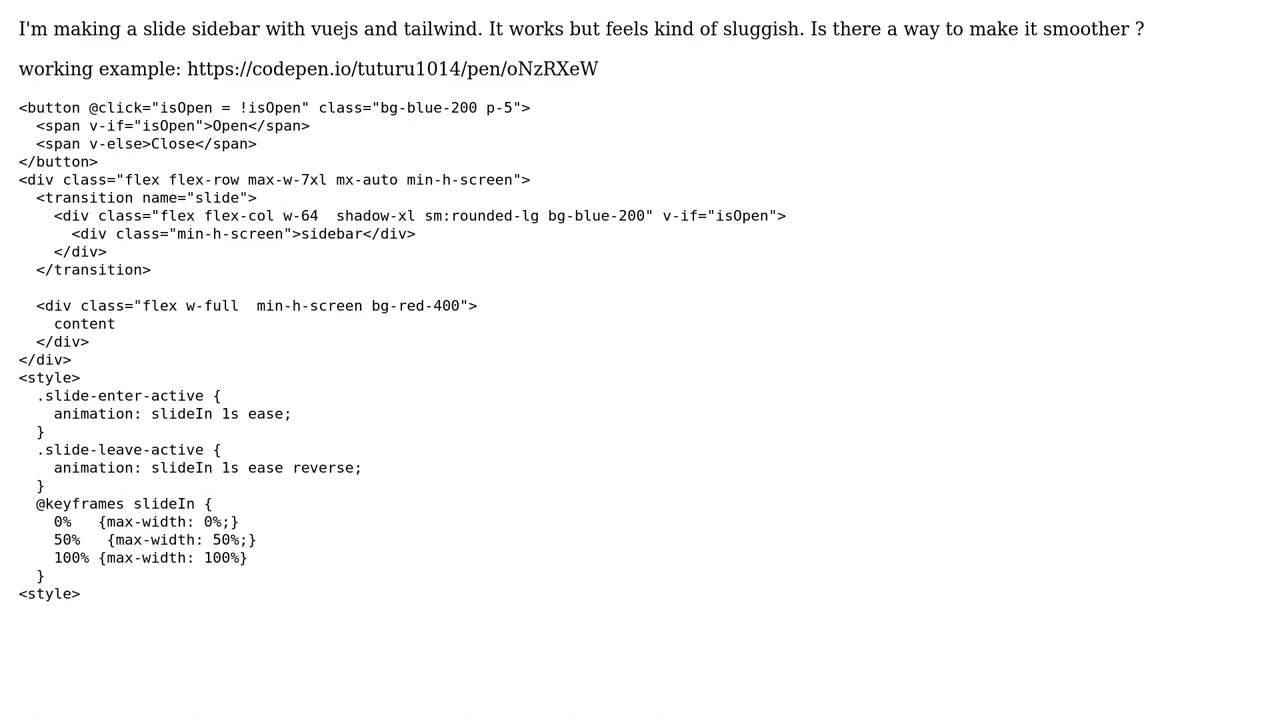 I'm making a slide sidebar with vuejs and tailwind. It works but feels kind of sluggish. Is there a way to make it smoother ?
working example: https://codepen.io/tuturu1014/pen/oNzRXeW
<button @click="isOpen = !isOpen" class="bg-blue-200 p-5">
  <span v-if="isOpen">Open</span>
  <span v-else>Close</span>
</button>
<div class="flex flex-row max-w-7xl mx-auto min-h-screen">
  <transition name="slide">
    <div class="flex flex-col w-64  shadow-xl sm:rounded-lg bg-blue-200" v-if="isOpen">
      <div class="min-h-screen">sidebar</div>
    </div>
  </transition>
  <div class="flex w-full  min-h-screen bg-red-400">
    content
  </div>
</div>
<style>
  .slide-enter-active {
    animation: slideIn 1s ease;
  }
  .slide-leave-active {
    animation: slideIn 1s ease reverse;
  }
  @keyframes slideIn {
    0%   {max-width: 0%;}
    50%   {max-width: 50%;}
    100% {max-width: 100%}
  }
<style>